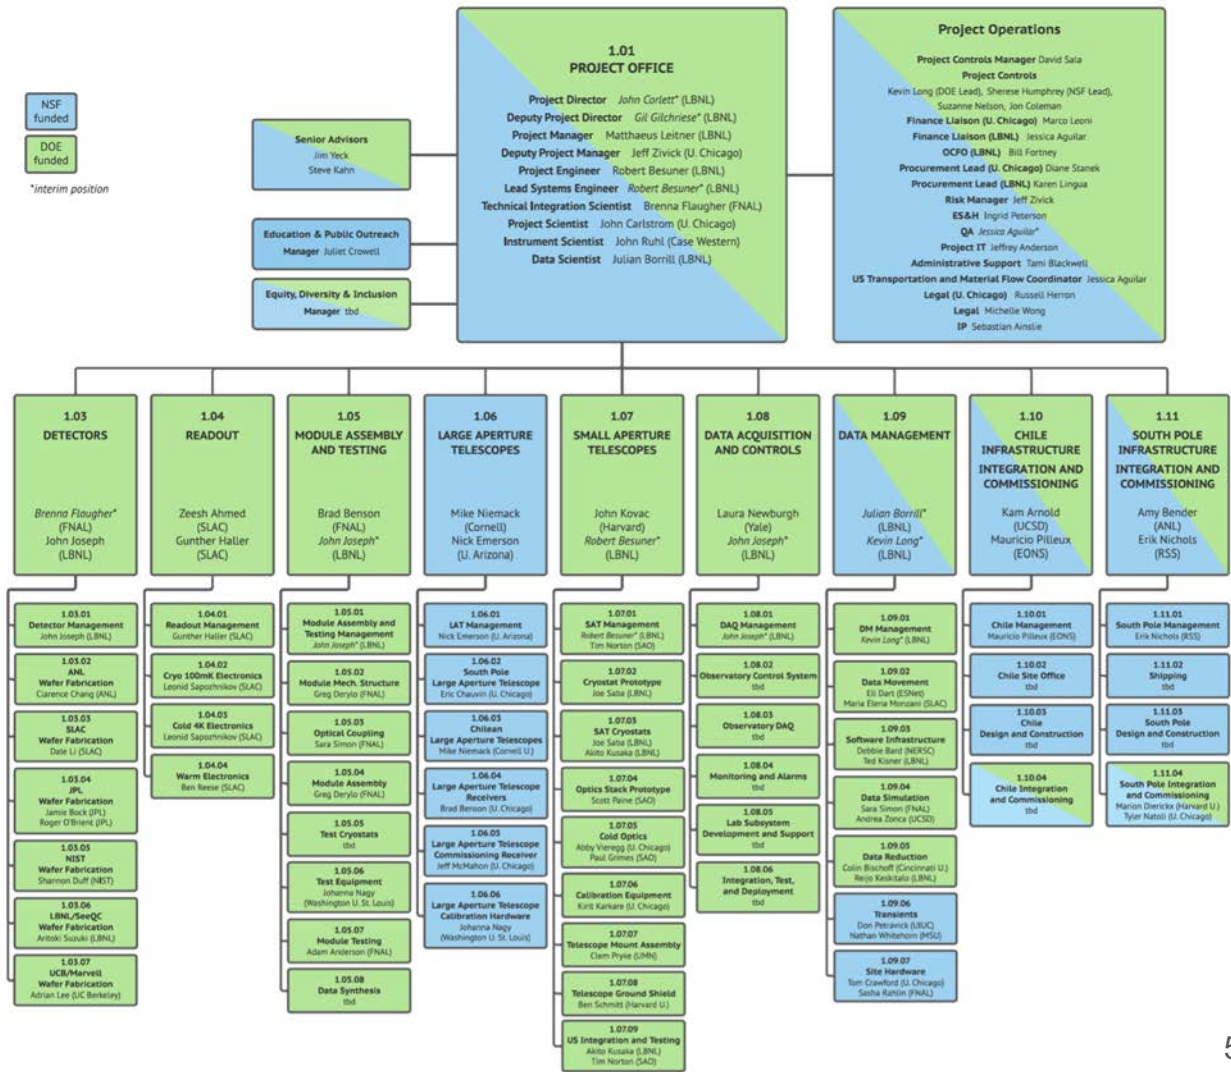 NSF
funded
DOE
funded
*interim position
1.01
PROJECT OFFICE
Project Director John Corlett* (LBNL)
Deputy Project Director Gil Gilchriese* (LBNL)
Project Manager Matthaeus Leitner (LBNL)
Deputy Project Manager Jeff Zivick (U. Chicago)
Project Engineer Robert Besuner (LBNL)
Lead Systems Engineer Robert Besuner* (LBNL)
Technical Integration Scientist Brenna Flaugher (FNAL)
Project Scientist John Carlstrom (U. Chicago)
Instrument Scientist John Ruhl (Case Western)
Data Scientist Julian Borrill (LBNL)
Senior Advisors
Jim Yeck
Steve Kahn
Education & Public Outreach
Manager Juliet Crowell
Equity, Diversity & Inclusion
Manager tbd
Project Operations
Project Controls Manager David Sala
Project Controls
Kevin Long (DOE Lead), Sherese Humphrey (NSF Lead),
Suzanne Nelson, Jon Coleman
Finance Liaison (U. Chicago) Marco Leoni
Finance Liaison (LBNL) Jessica Aguilar
OCFO (LBNL) Bill Fortney
Procurement Lead (U. Chicago) Diane Stanek
Procurement Lead (LBNL) Karen Lingua
Risk Manager Jeff Zivick
ES&H Ingrid Peterson
QA Jessica Aguilar*
Project IT Jeffrey Anderson
Administrative Support Tami Blackwell
US Transportation and Material Flow Coordinator Jessica Aguilar
Legal (U. Chicago) Russell Herron
Legal Michelle Wong
IP Sebastian Ainslie
1.03
DETECTORS
Brenna Flaugher*
(FNAL)
John Joseph
(LBNL)
1.03.01
Detector Management
John Joseph (LBNL)
1.03.02
ANL
Wafer Fabrication
Clarence Chang (ANL)
1.03.03
SLAC
Wafer Fabrication
Dale Li (SLAC)
1.03.04
JPL
Wafer Fabrication
Jamie Bock (JPL)
Roger O'Brient (JPL)
1.03.05
NIST
Wafer Fabrication
Shannon Duff (NIST)
1.03.06
LBNL/SeeQC
Wafer Fabrication
Aritoki Suzuki (LBNL)
1.03.07
UCB/Marvell
Wafer Fabrication
Adrian Lee (UC Berkeley)
1.04
READOUT
Zeesh Ahmed
(SLAC)
Gunther Haller
(SLAC)
1.04.01
Readout Management
Gunther Haller (SLAC)
1.04.02
Cryo 100mK Electronics
Leonid Sapozhnikov (SLAC)
1.04.03
Cold 4K Electronics
Leonid Sapozhnikov (SLAC)
1.04.04
Warm Electronics
Ben Reese (SLAC)
1.05
MODULE ASSEMBLY
AND TESTING
Brad Benson
(FNAL)
John Joseph*
(LBNL)
1.05.01
Module Assembly and
Testing Management
John Joseph* (LBNL)
1.05.02
Module Mech. Structure
Greg Derylo (FNAL)
1.05.03
Optical Coupling
Sara Simon (FNAL)
1.05.04
Module Assembly
Greg Derylo (FNAL)
1.05.05
Test Cryostats
tbd
1.05.06
Test Equipment
Johanna Nagy
(Washington U. St. Louis)
1.05.07
Module Testing
Adam Anderson (FNAL)
1.05.08
Data Synthesis
tbd
1.06
LARGE APERTURE
TELESCOPES
Mike Niemack
(Cornell)
Nick Emerson
(U. Arizona)
1.06.01
LAT Management
Nick Emerson (U. Arizona)
1.06.02
South Pole
Large Aperture Telescope
Eric Chauvin (U. Chicago)
1.06.03
Chilean
Large Aperture Telescopes
Mike Niemack (Cornell U.)
1.06.04
Large Aperture Telescope
Receivers
Brad Benson (U. Chicago)
1.06.05
Large Aperture Telescope
Commissioning Receiver
Jeff McMahon (U. Chicago)
1.06.06
Large Aperture Telescope
Calibration Hardware
Johanna Nagy
(Washington U. St. Louis)
1.07
SMALL APERTURE
TELESCOPES
John Kovac
(Harvard)
Robert Besuner*
(LBNL)
1.07.01
SAT Management
Robert Besuner* (LBNL)
Tim Norton (SAO)
1.07.02
Cryostat Prototype
Joe Saba (LBNL)
1.07.03
SAT Cryostats
Joe Saba (LBNL)
Akito Kusaka (LBNL)
1.07.04
Optics Stack Prototype
Scott Paine (SAO)
1.07.05
Cold Optics
Abby Vieregg (U. Chicago)
Paul Grimes (SAO)
1.07.06
Calibration Equipment
Kirit Karkare (U. Chicago)
1.07.07
Telescope Mount Assembly
Clem Pryke (UMN)
1.07.08
Telescope Ground Shield
Ben Schmitt (Harvard U.)
1.07.09
US Integration and Testing
Akito Kusaka (LBNL)
Tim Norton (SAO)
1.08
DATA ACQUISITION
AND CONTROLS
Laura Newburgh
(Yale)
John Joseph*
(LBNL)
1.08.01
DAQ Management
John Joseph* (LBNL)
1.08.02
Observatory Control System
tbd
1.08.03
Observatory DAQ
tbd
1.08.04
Monitoring and Alarms
tbd
1.08.05
Lab Subsystem
Development and Support
tbd
1.08.06
Integration, Test,
and Deployment
tbd
1.09
DATA MANAGEMENT
Julian Borrill*
(LBNL)
Kevin Long*
(LBNL)
1.09.01
DM Management
Kevin Long* (LBNL)
1.09.02
Data Movement
Eli Dart (ESNet)
Maria Elena Monzani (SLAC)
1.09.03
Software Infrastructure
Debbie Bard (NERSC)
Ted Kisner (LBNL)
1.09.04
Data Simulation
Sara Simon (FNAL)
Andrea Zonca (UCSD)
1.09.05
Data Reduction
Colin Bischoff (Cincinnati U.)
Reijo Keskitalo (LBNL)
1.09.06
Transients
Don Petravick (UIUC)
Nathan Whitehorn (MSU)
1.09.07
Site Hardware
Tom Crawford (U. Chicago)
Sasha Rahlin (FNAL)
1.10
CHILE
INFRASTRUCTURE
INTEGRATION AND
COMMISSIONING
Kam Arnold
(UCSD)
Mauricio Pilleux
(EONS)
1.10.01
Chile Management
Mauricio Pilleux (EONS)
1.10.02
Chile Site Office
tbd
1.10.03
Chile
Design and Construction
tbd
1.10.04
Chile Integration
and Commissioning
tbd
1.11
SOUTH POLE
INFRASTRUCTURE
INTEGRATION AND
COMMISSIONING
Amy Bender
(ANL)
Erik Nichols
(RSS)
1.11.01
South Pole Management
Erik Nichols (RSS)
1.11.02
Shipping
tbd
1.11.03
South Pole
Design and Construction
tbd
1.11.04
South Pole Integration
and Commissioning
Marion Dierickx (Harvard U.)
Tyler Natoli (U. Chicago)
5